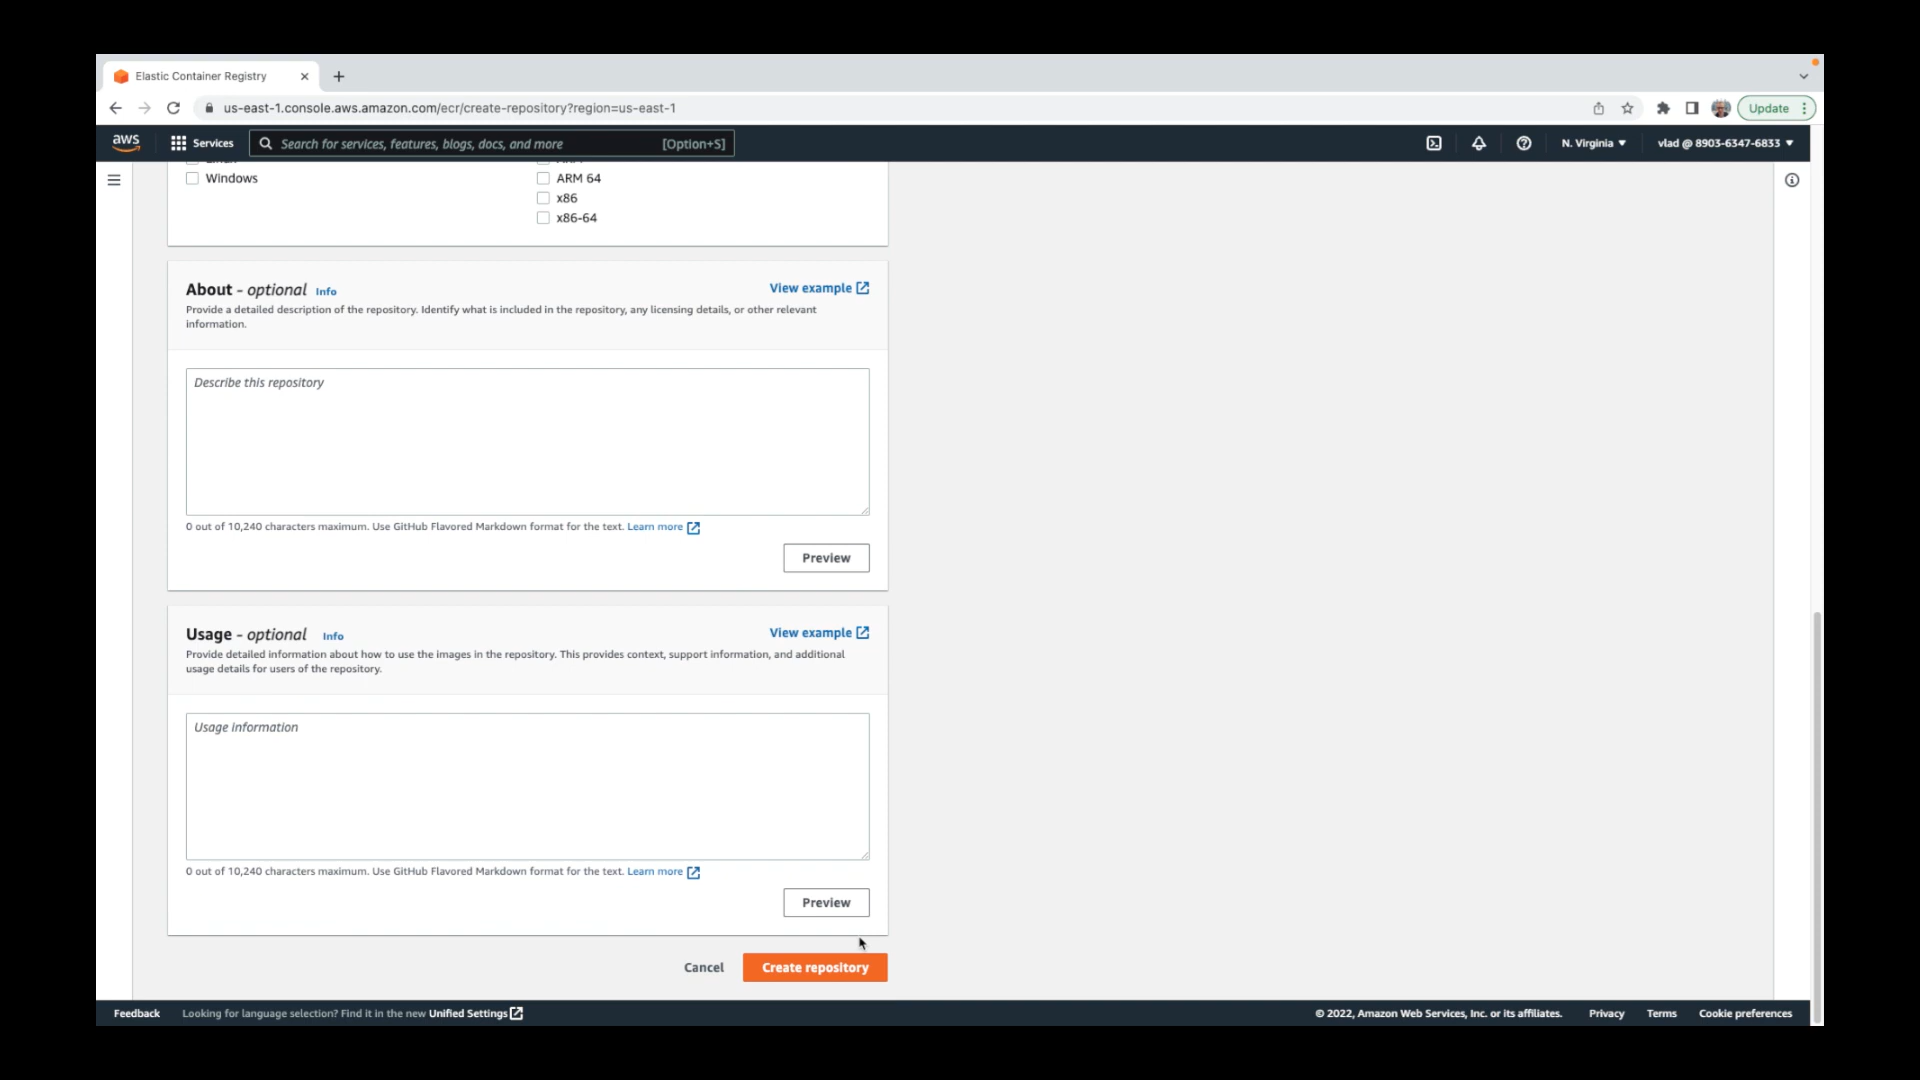 Elastic Container Registry
us-east-1.console.aws.amazon.com/ecr/create-repository?region=us-east-1
Update
aws
Services
Search for services, features, blogs, docs, and more [Option+S]
N. Virginia
vlad @ 8903-6347-6833
Windows
ARM 64
x86
x86-64
About - optional Info
View example
Provide a detailed description of the repository. Identify what is included in the repository, any licensing details, or other relevant
information.
Describe this repository
0 out of 10,240 characters maximum. Use GitHub Flavored Markdown format for the text. Learn more
Preview
Usage - optional Info
View example
Provide detailed information about how to use the images in the repository. This provides context, support information, and additional
usage details for users of the repository.
Usage information
0 out of 10,240 characters maximum. Use GitHub Flavored Markdown format for the text. Learn more
Preview
Cancel
Create repository
Feedback
Looking for language selection? Find it in the new Unified Settings
© 2022, Amazon Web Services, Inc. or its affiliates.
Privacy
Terms
Cookie preferences